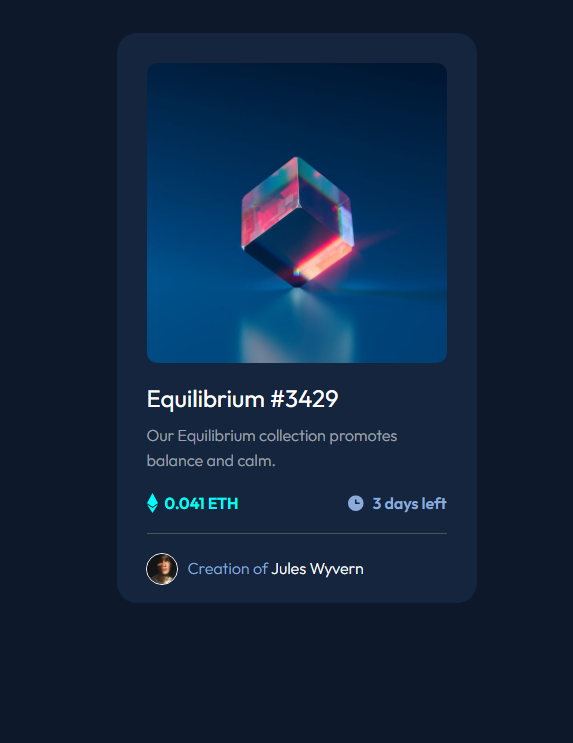 Equilibrium #3429
Our Equilibrium collection promotes
balance and calm.
0.041 ETH
3 days left
Creation of Jules Wyvern